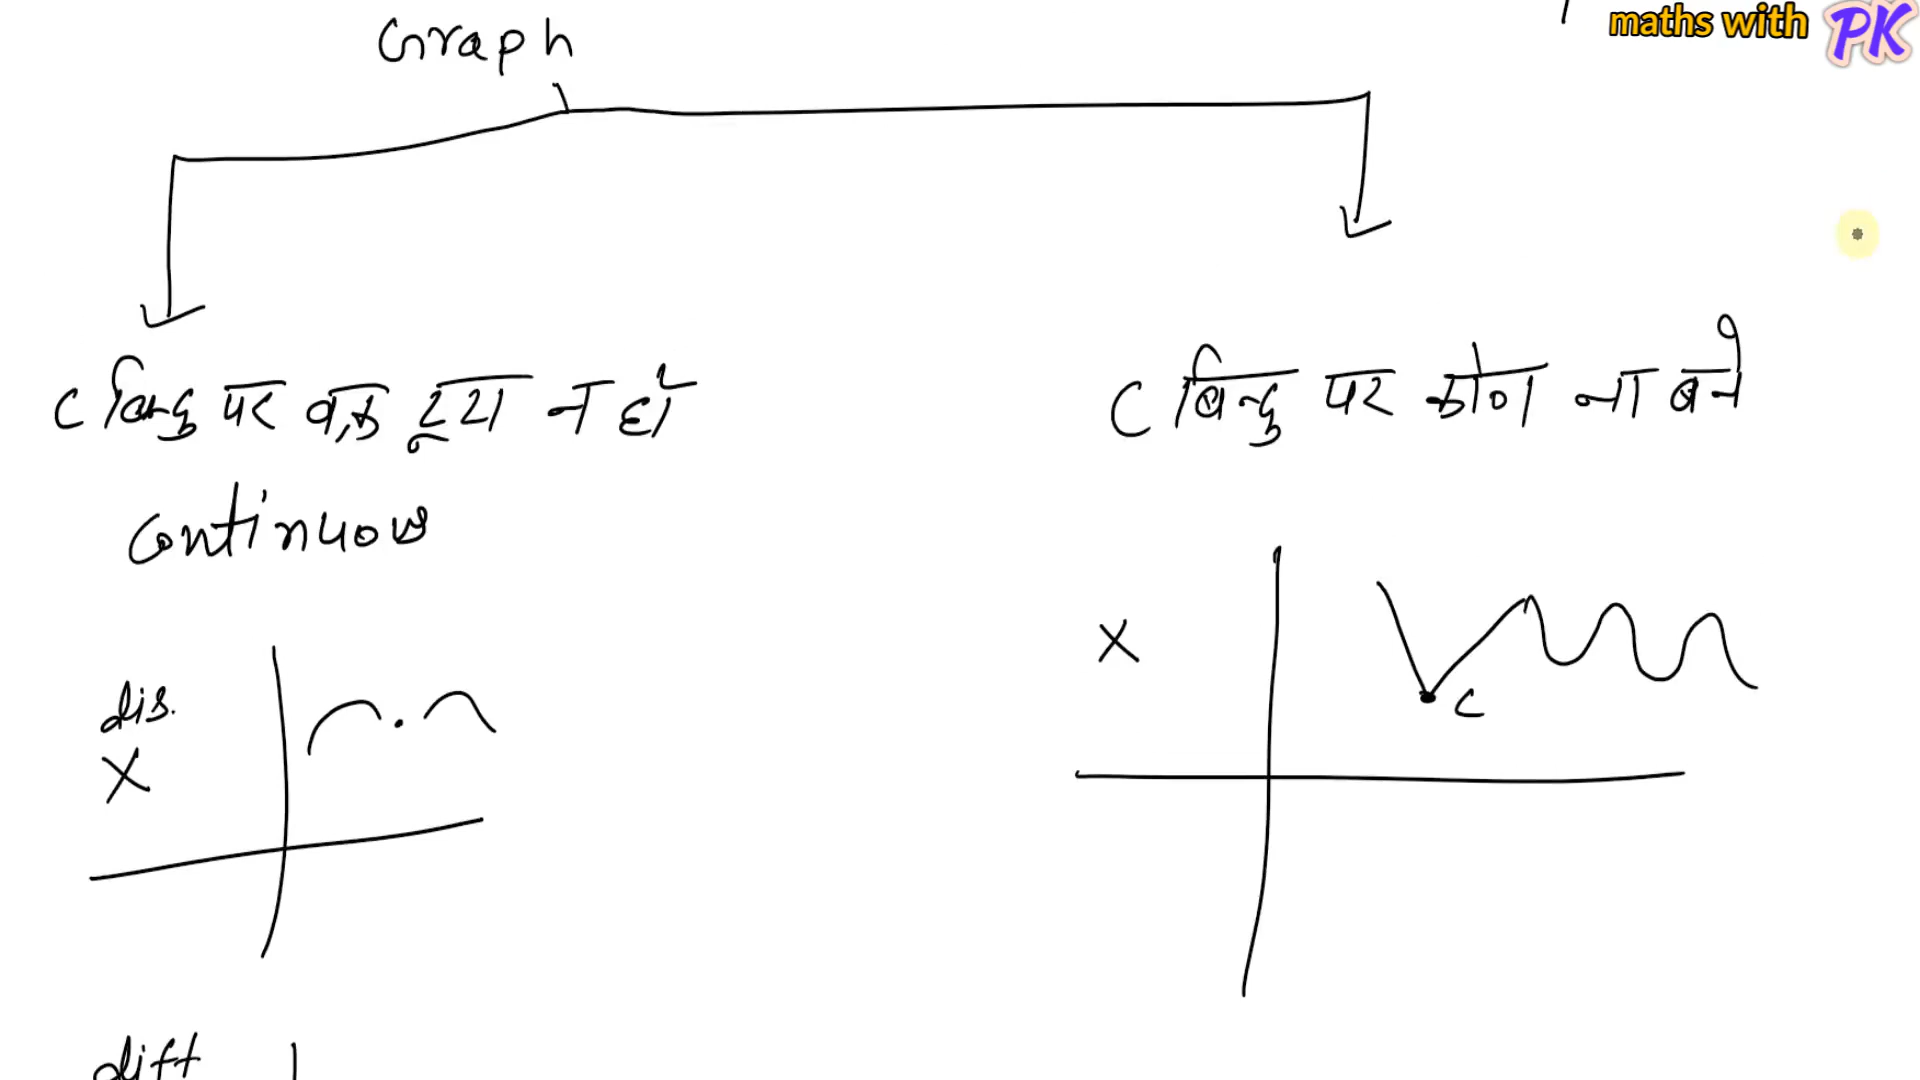 Graph
maths with PK
C बिन्दु पर वक्र टूटा न हो
C बिन्दु पर कोण ना बने
Continuous
dis.
X
X
C
diff